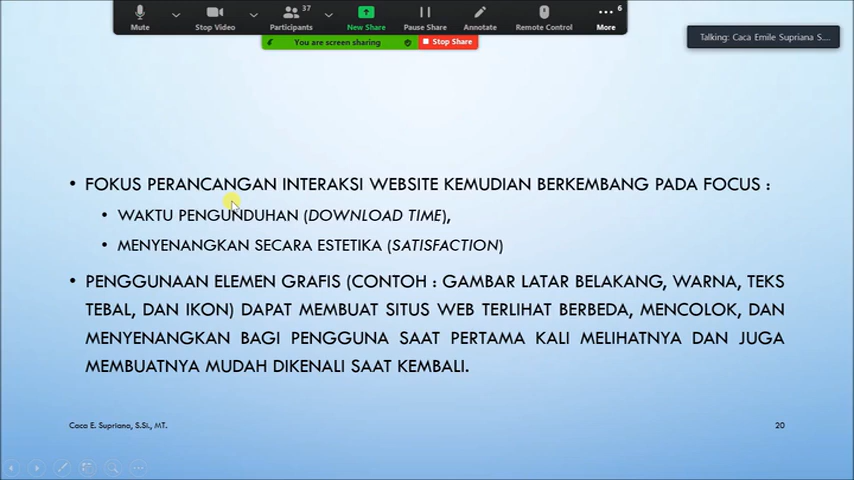 37
6
Mute
Stop Video
Participants
New Share
Pause Share
Annotate
Remote Control
More
You are screen sharing
Stop Share
Talking: Caca Emile Supriana S....
• FOKUS PERANCANGAN INTERAKSI WEBSITE KEMUDIAN BERKEMBANG PADA FOCUS :
• WAKTU PENGUNDUHAN (DOWNLOAD TIME),
• MENYENANGKAN SECARA ESTETIKA (SATISFACTION)
• PENGGUNAAN ELEMEN GRAFIS (CONTOH : GAMBAR LATAR BELAKANG, WARNA, TEKS
TEBAL, DAN IKON) DAPAT MEMBUAT SITUS WEB TERLIHAT BERBEDA, MENCOLOK, DAN
MENYENANGKAN BAGI PENGGUNA SAAT PERTAMA KALI MELIHATNYA DAN JUGA
MEMBUATNYA MUDAH DIKENALI SAAT KEMBALI.
Caca E. Supriana, S.Si., MT.
20